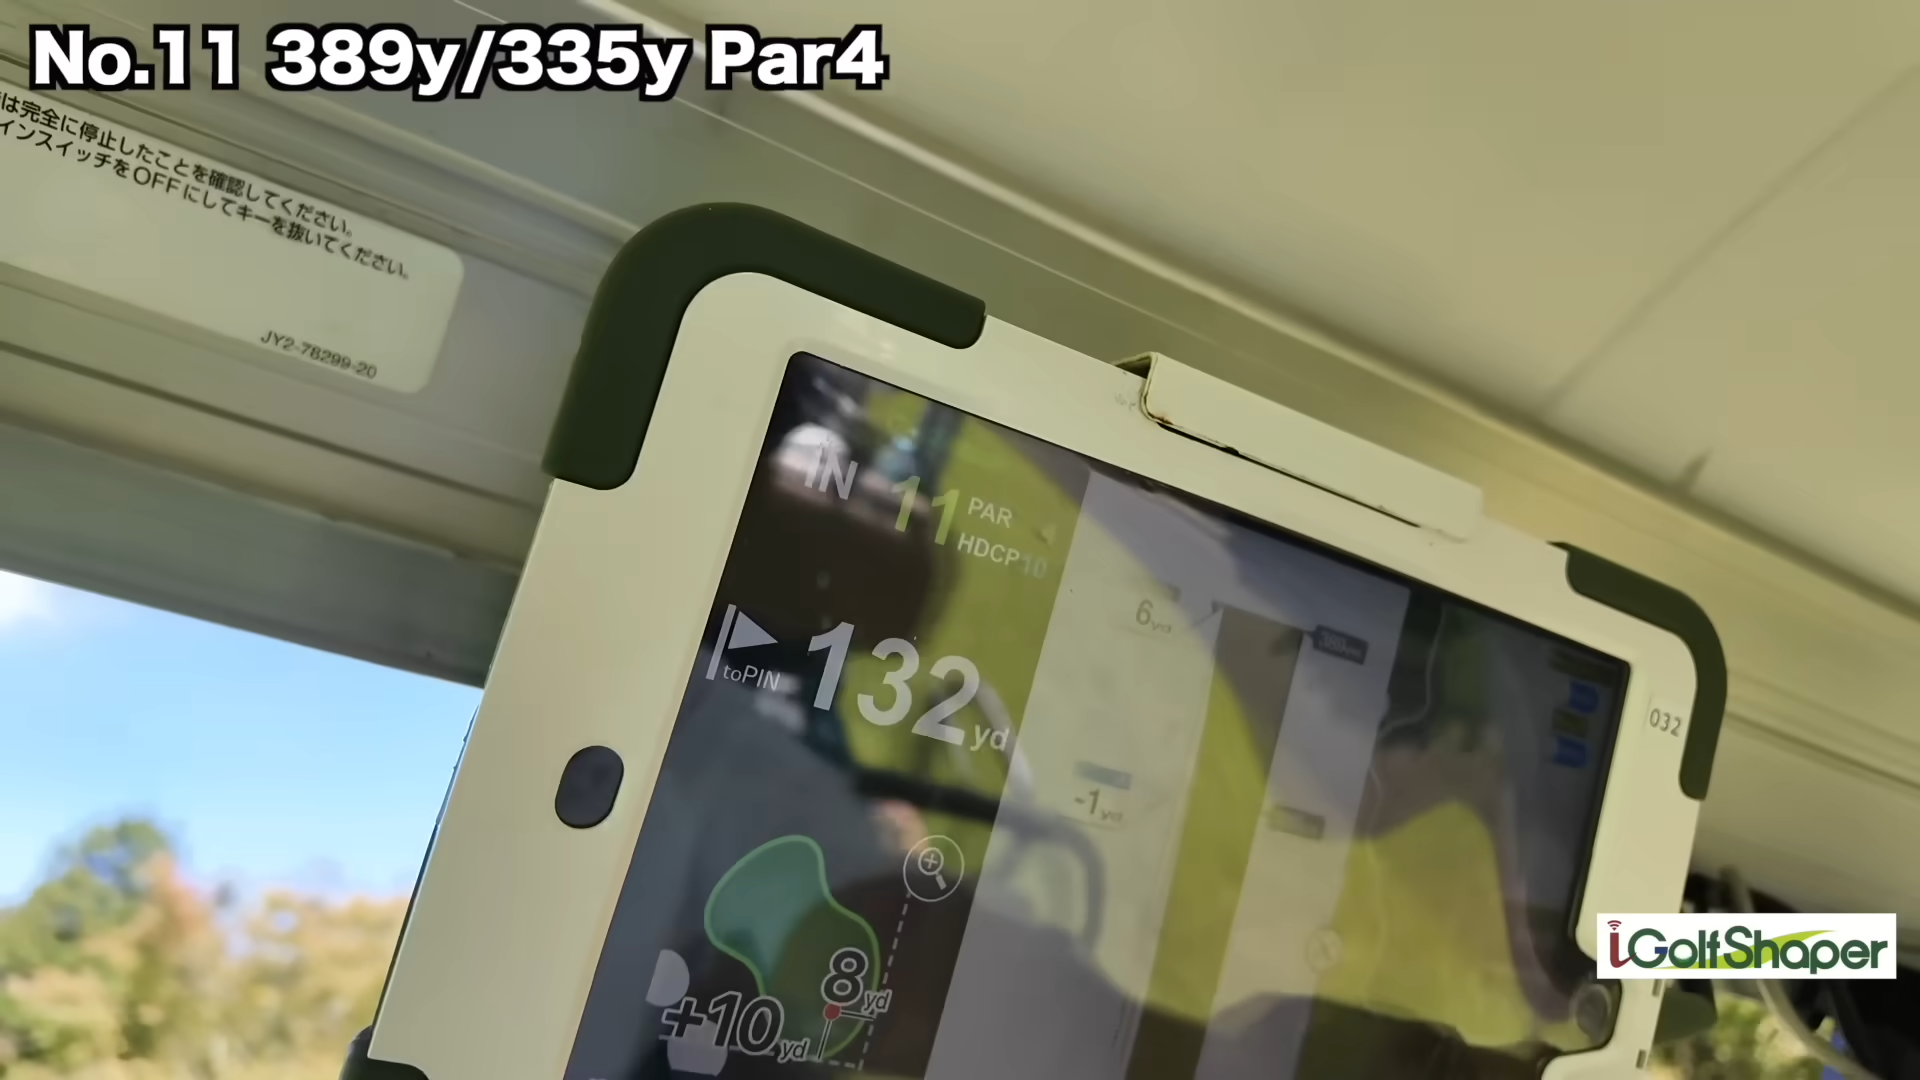 No.11 389y/335y Par4
は完全に停止したことを確認してください。
インスイッチをOFFにしてキーを抜いてください。
JY2-78299-20
IN 11 PAR
HDCP10
toPIN 132yd
6yd
-1yd
8yd
+10yd
032
iGolfShaper